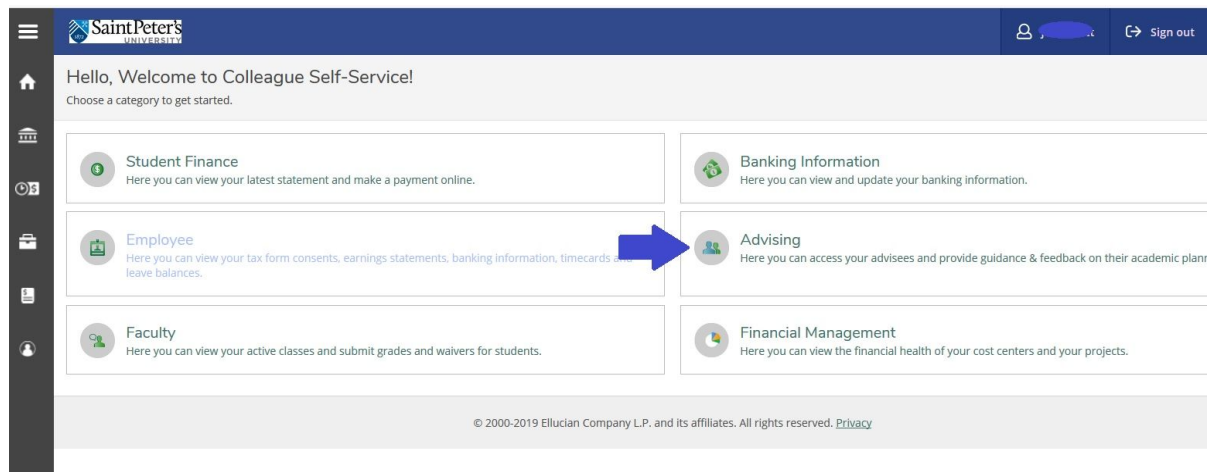 SaintPeter's
UNIVERSITY
Sign out
Hello, Welcome to Colleague Self-Service!
Choose a category to get started.
Student Finance
Here you can view your latest statement and make a payment online.
Banking Information
Here you can view and update your banking information.
Employee
Here you can view your tax form consents, earnings statements, banking information, timecards and
leave balances.
Advising
Here you can access your advisees and provide guidance & feedback on their academic plann
Faculty
Here you can view your active classes and submit grades and waivers for students.
Financial Management
Here you can view the financial health of your cost centers and your projects.
© 2000-2019 Ellucian Company L.P. and its affiliates. All rights reserved. Privacy